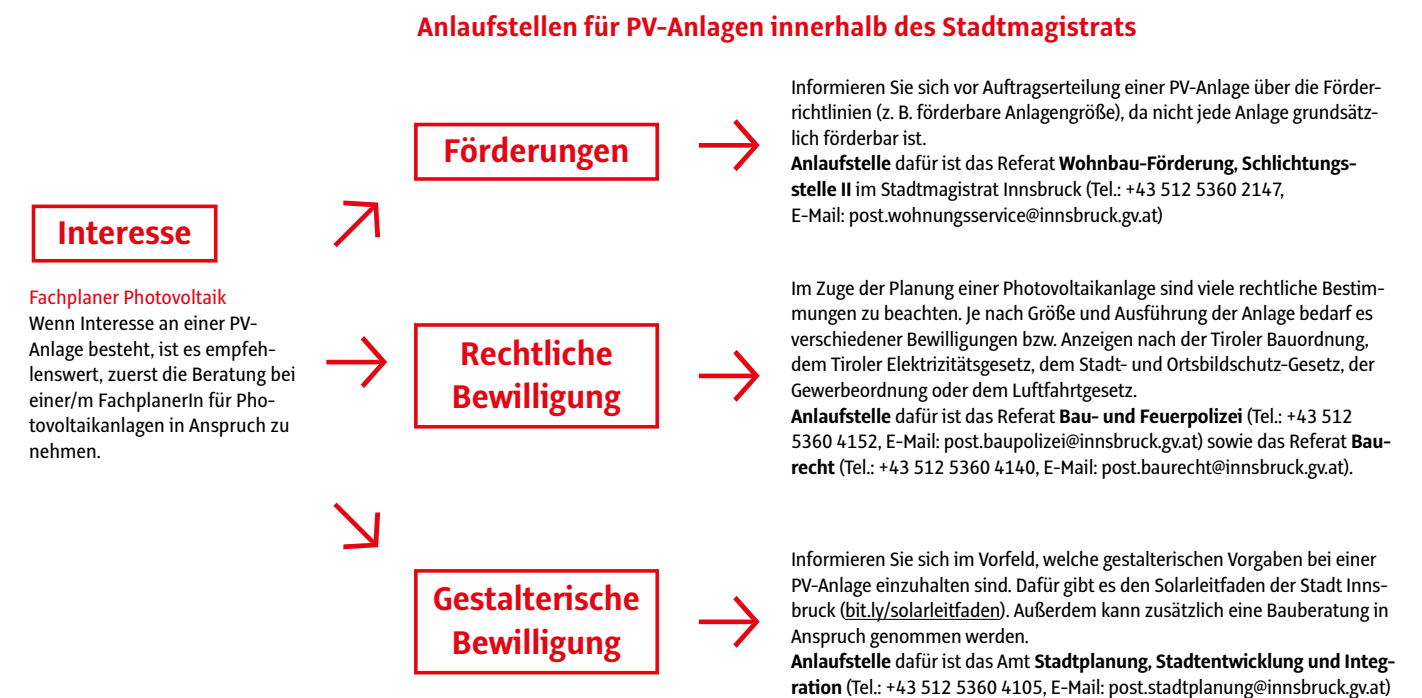 Anlaufstellen für PV-Anlagen innerhalb des Stadtmagistrats
Interesse
Fachplaner Photovoltaik
Wenn Interesse an einer PV-
Anlage besteht, ist es empfeh-
lenswert, zuerst die Beratung bei
einer/m FachplanerIn für Pho-
tovoltaikanlagen in Anspruch zu
nehmen.
Förderungen
Informieren Sie sich vor Auftragserteilung einer PV-Anlage über die Förder-
richtlinien (z. B. förderbare Anlagengröße), da nicht jede Anlage grundsätz-
lich förderbar ist.
Anlaufstelle dafür ist das Referat Wohnbau-Förderung, Schlichtungs-
stelle II im Stadtmagistrat Innsbruck (Tel.: +43 512 5360 2147,
E-Mail: post.wohnungsservice@innsbruck.gv.at)
Rechtliche
Bewilligung
Im Zuge der Planung einer Photovoltaikanlage sind viele rechtliche Bestim-
mungen zu beachten. Je nach Größe und Ausführung der Anlage bedarf es
verschiedener Bewilligungen bzw. Anzeigen nach der Tiroler Bauordnung,
dem Tiroler Elektrizitätsgesetz, dem Stadt- und Ortsbildschutz-Gesetz, der
Gewerbeordnung oder dem Luftfahrtgesetz.
Anlaufstelle dafür ist das Referat Bau- und Feuerpolizei (Tel.: +43 512
5360 4152, E-Mail: post.baupolizei@innsbruck.gv.at) sowie das Referat Bau-
recht (Tel.: +43 512 5360 4140, E-Mail: post.baurecht@innsbruck.gv.at).
Gestalterische
Bewilligung
Informieren Sie sich im Vorfeld, welche gestalterischen Vorgaben bei einer
PV-Anlage einzuhalten sind. Dafür gibt es den Solarleitfaden der Stadt Inns-
bruck (bit.ly/solarleitfaden). Außerdem kann zusätzlich eine Bauberatung in
Anspruch genommen werden.
Anlaufstelle dafür ist das Amt Stadtplanung, Stadtentwicklung und Integ-
ration (Tel.: +43 512 5360 4105, E-Mail: post.stadtplanung@innsbruck.gv.at)